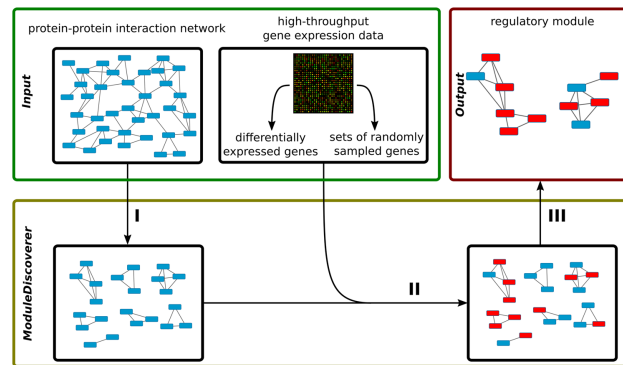 protein-protein interaction network
high-throughput
gene expression data
regulatory module
Input
differentially
expressed genes
sets of randomly
sampled genes
Output
I
III
ModuleDiscoverer
II